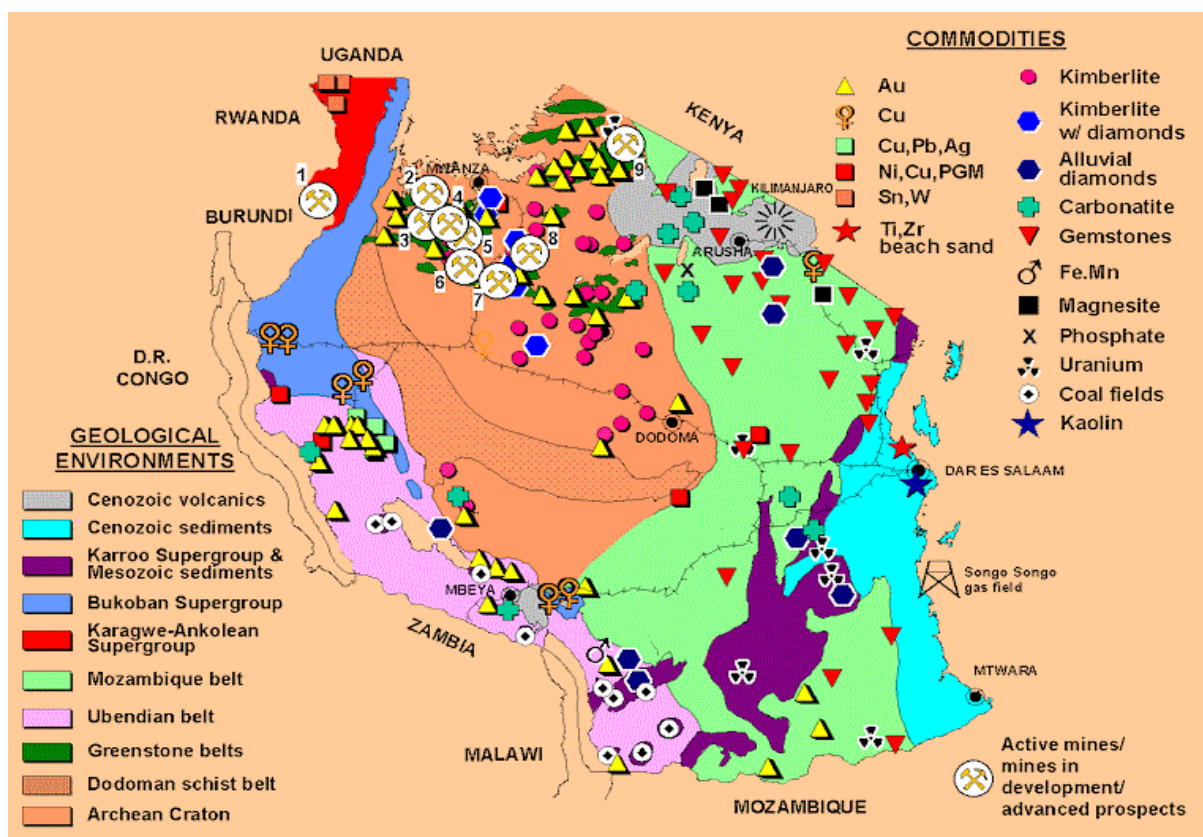 UGANDA
RWANDA
BURUNDI
D.R.
CONGO
ZAMBIA
MALAWI
MOZAMBIQUE
KENYA
MWANZA
KILIMANJARO
ARUSHA
DODOMA
DAR ES SALAAM
MBEYA
MTWARA
Songo Songo
gas field
1
2
3
4
5
6
7
8
9
COMMODITIES
Au
Cu
Cu,Pb,Ag
Ni,Cu,PGM
Sn,W
Ti,Zr
beach sand
Kimberlite
Kimberlite
w/ diamonds
Alluvial
diamonds
Carbonatite
Gemstones
Fe.Mn
Magnesite
Phosphate
Uranium
Coal fields
Kaolin
GEOLOGICAL
ENVIRONMENTS
Cenozoic volcanics
Cenozoic sediments
Karroo Supergroup &
Mesozoic sediments
Bukoban Supergroup
Karagwe-Ankolean
Supergroup
Mozambique belt
Ubendian belt
Greenstone belts
Dodoman schist belt
Archean Craton
Active mines/
mines in
development/
advanced prospects